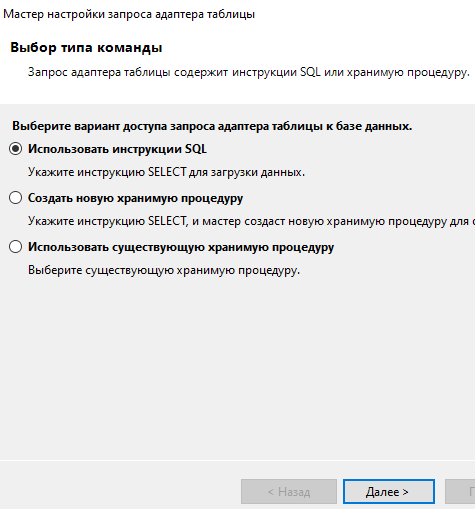 Мастер настройки запроса адаптера таблицы
Выбор типа команды
Запрос адаптера таблицы содержит инструкции SQL или хранимую процедуру.
Выберите вариант доступа запроса адаптера таблицы к базе данных.
Использовать инструкции SQL
Укажите инструкцию SELECT для загрузки данных.
Создать новую хранимую процедуру
Укажите инструкцию SELECT, и мастер создаст новую хранимую процедуру для
Использовать существующую хранимую процедуру
Выберите существующую хранимую процедуру.
< Назад
Далее >